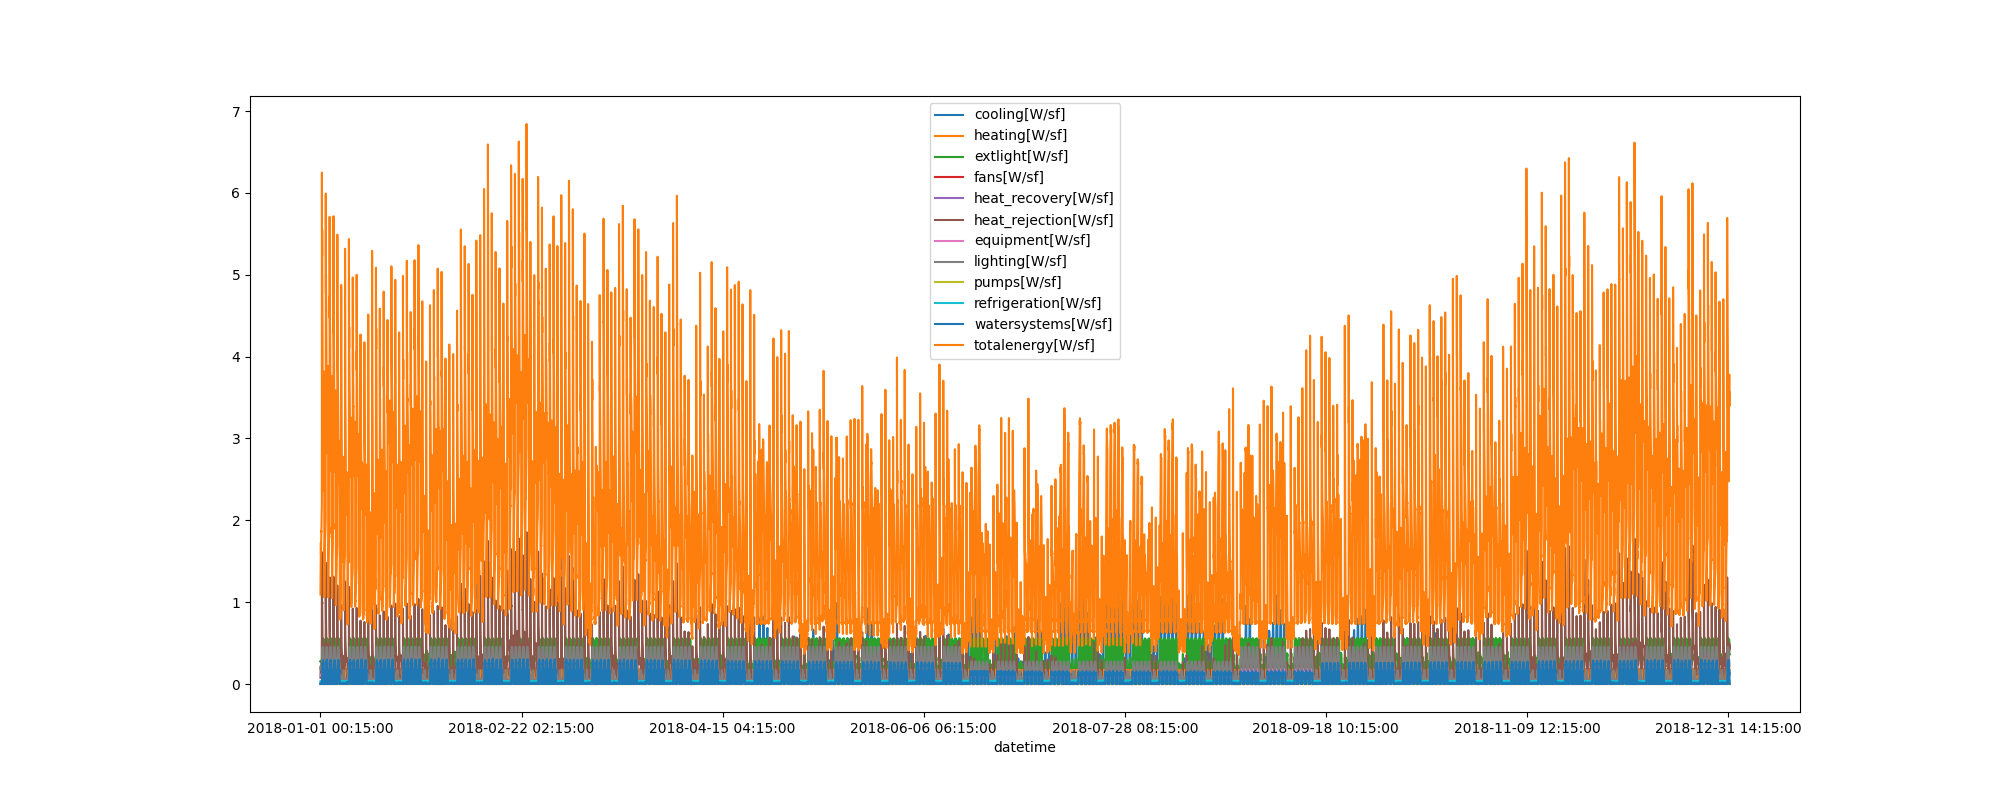 7
6
5
4
3
2
1
0
cooling[W/sf]
heating[W/sf]
extlight[W/sf]
fans[W/sf]
heat_recovery[W/sf]
heat_rejection[W/sf]
equipment[W/sf]
lighting[W/sf]
pumps[W/sf]
refrigeration[W/sf]
watersystems[W/sf]
totalenergy[W/sf]
2018-01-01 00:15:00 2018-02-22 02:15:00 2018-04-15 04:15:00 2018-06-06 06:15:00 2018-07-28 08:15:00 2018-09-18 10:15:00 2018-11-09 12:15:00 2018-12-31 14:15:00
datetime